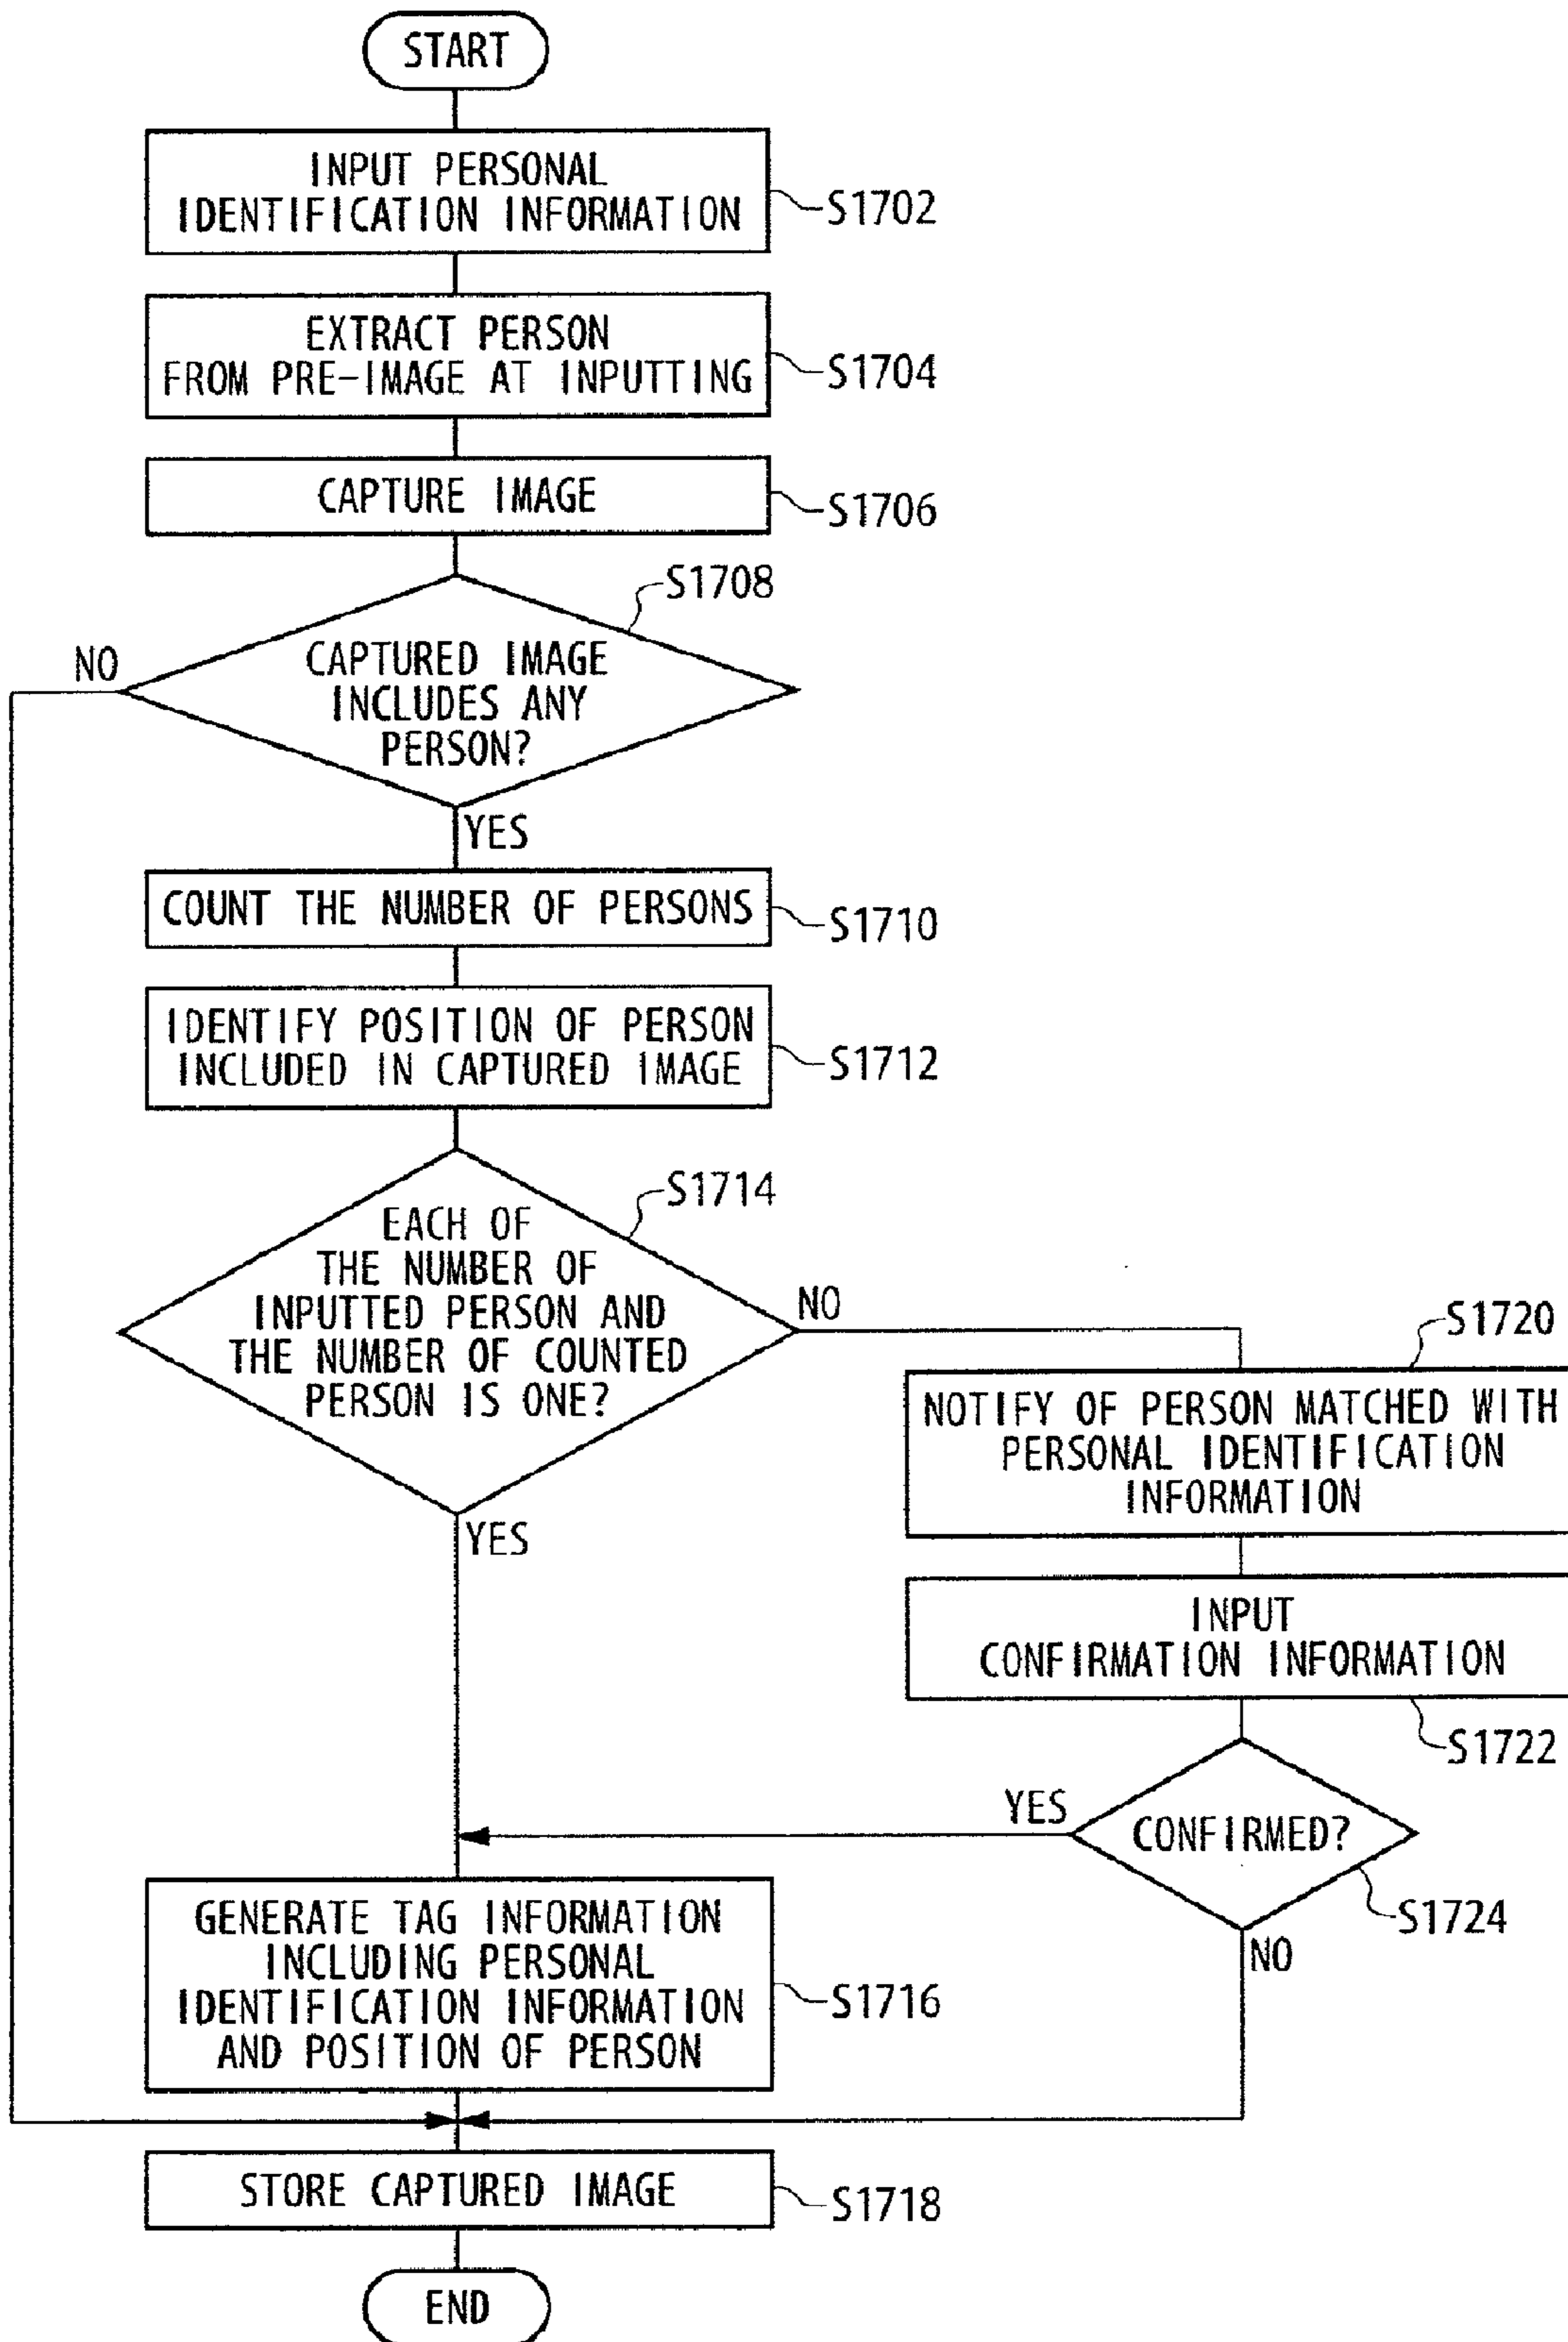 START
INPUT PERSONAL
IDENTIFICATION INFORMATION
S1702
EXTRACT PERSON
FROM PRE-IMAGE AT INPUTTING
S1704
CAPTURE IMAGE
S1706
S1708
NO
CAPTURED IMAGE
INCLUDES ANY
PERSON?
YES
COUNT THE NUMBER OF PERSONS
S1710
IDENTIFY POSITION OF PERSON
INCLUDED IN CAPTURED IMAGE
S1712
S1714
EACH OF
THE NUMBER OF
INPUTTED PERSON AND
THE NUMBER OF COUNTED
PERSON IS ONE?
NO
YES
S1720
NOTIFY OF PERSON MATCHED WITH
PERSONAL IDENTIFICATION
INFORMATION
INPUT
CONFIRMATION INFORMATION
S1722
YES
CONFIRMED?
S1724
NO
GENERATE TAG INFORMATION
INCLUDING PERSONAL
IDENTIFICATION INFORMATION
AND POSITION OF PERSON
S1716
STORE CAPTURED IMAGE
S1718
END